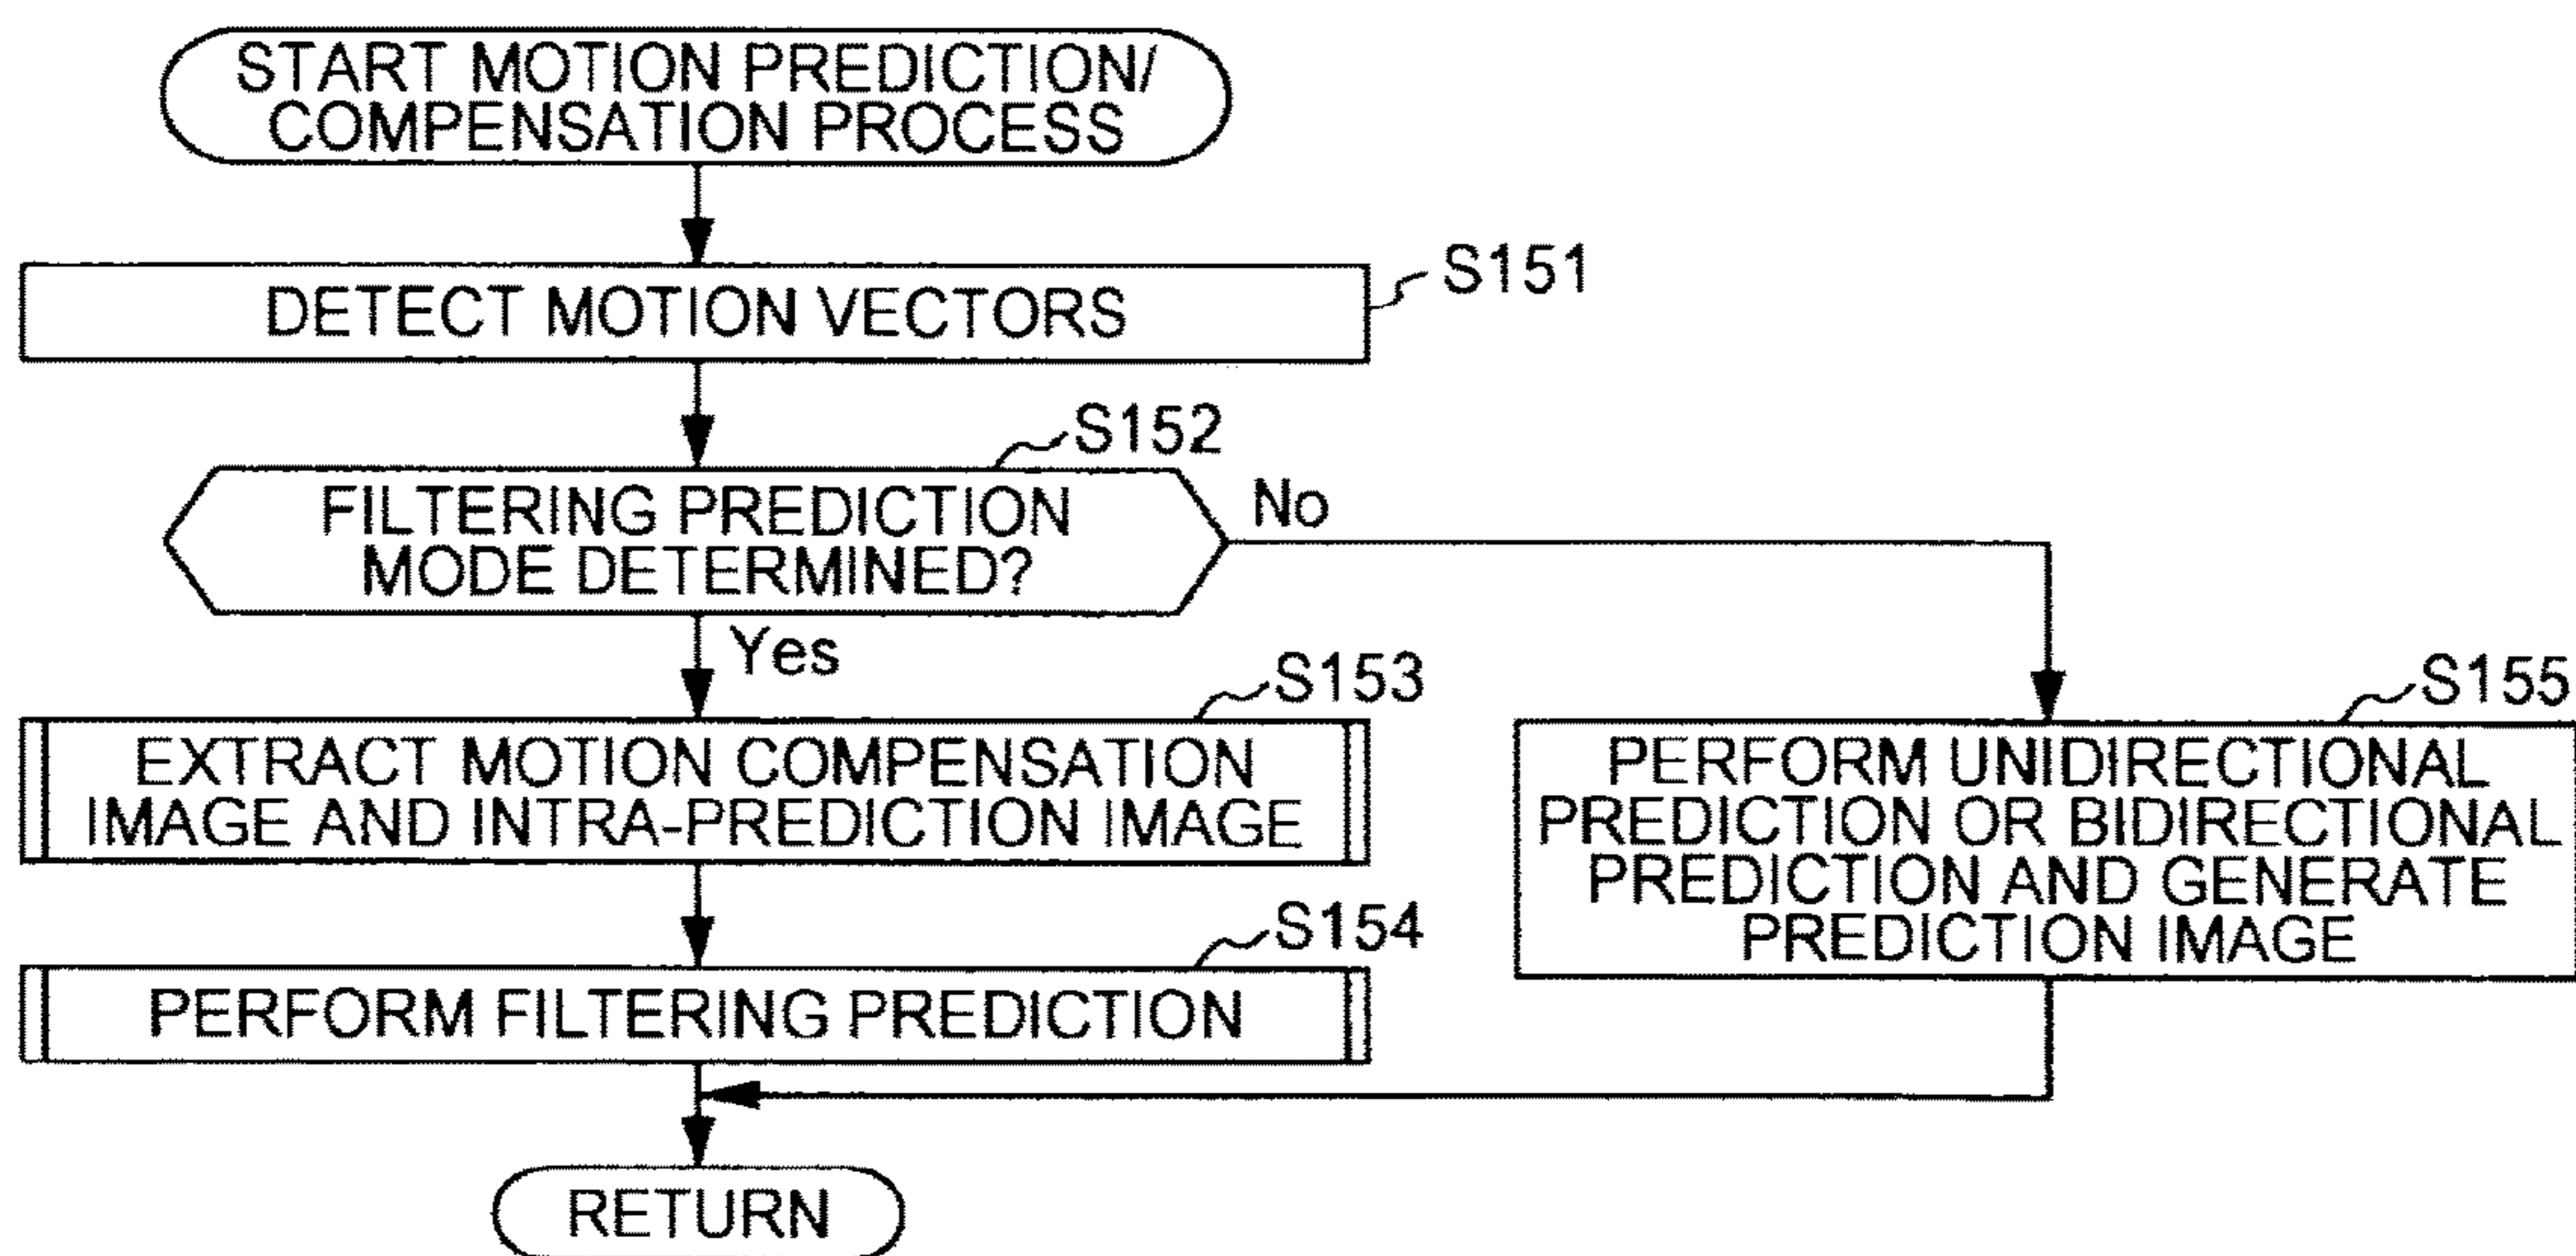 START MOTION PREDICTION/
COMPENSATION PROCESS
S151
DETECT MOTION VECTORS
S152
FILTERING PREDICTION
MODE DETERMINED?
No
Yes
S153
EXTRACT MOTION COMPENSATION
IMAGE AND INTRA-PREDICTION IMAGE
S155
PERFORM UNIDIRECTIONAL
PREDICTION OR BIDIRECTIONAL
PREDICTION AND GENERATE
PREDICTION IMAGE
S154
PERFORM FILTERING PREDICTION
RETURN